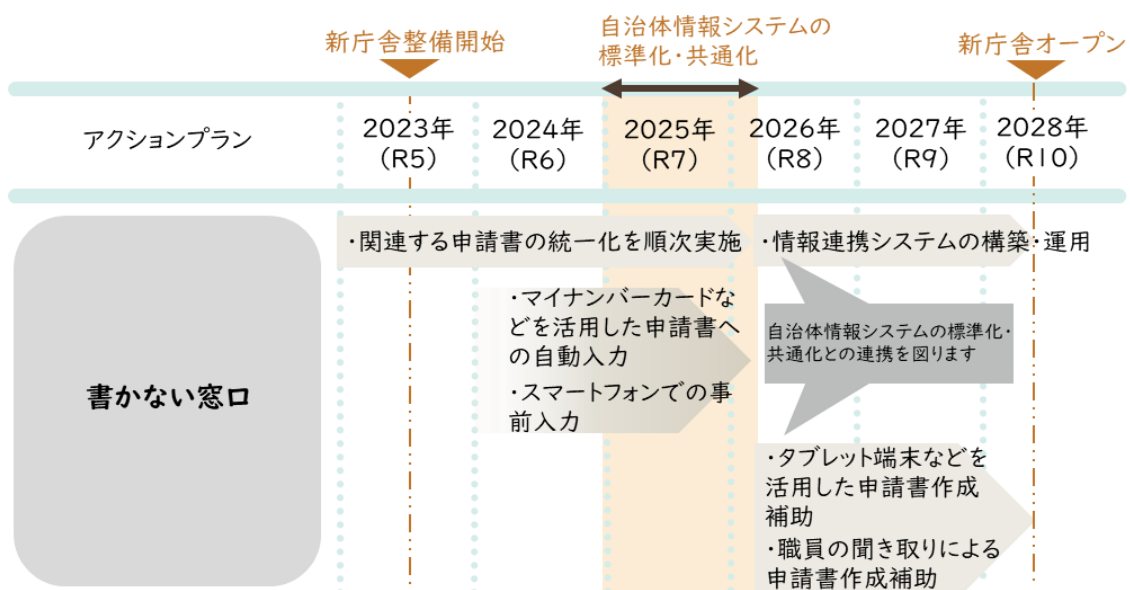 新庁舎整備開始
自治体情報システムの
標準化・共通化
新庁舎オープン
アクションプラン
2023年
(R5)
2024年
(R6)
2025年
(R7)
2026年
(R8)
2027年
(R9)
2028年
(R10)
書かない窓口
・関連する申請書の統一化を順次実施
・情報連携システムの構築・運用
・マイナンバーカードな
どを活用した申請書へ
の自動入力
・スマートフォンでの事
前入力
自治体情報システムの標準化・
共通化との連携を図ります
・タブレット端末などを
活用した申請書作成
補助
・職員の聞き取りによる
申請書作成補助